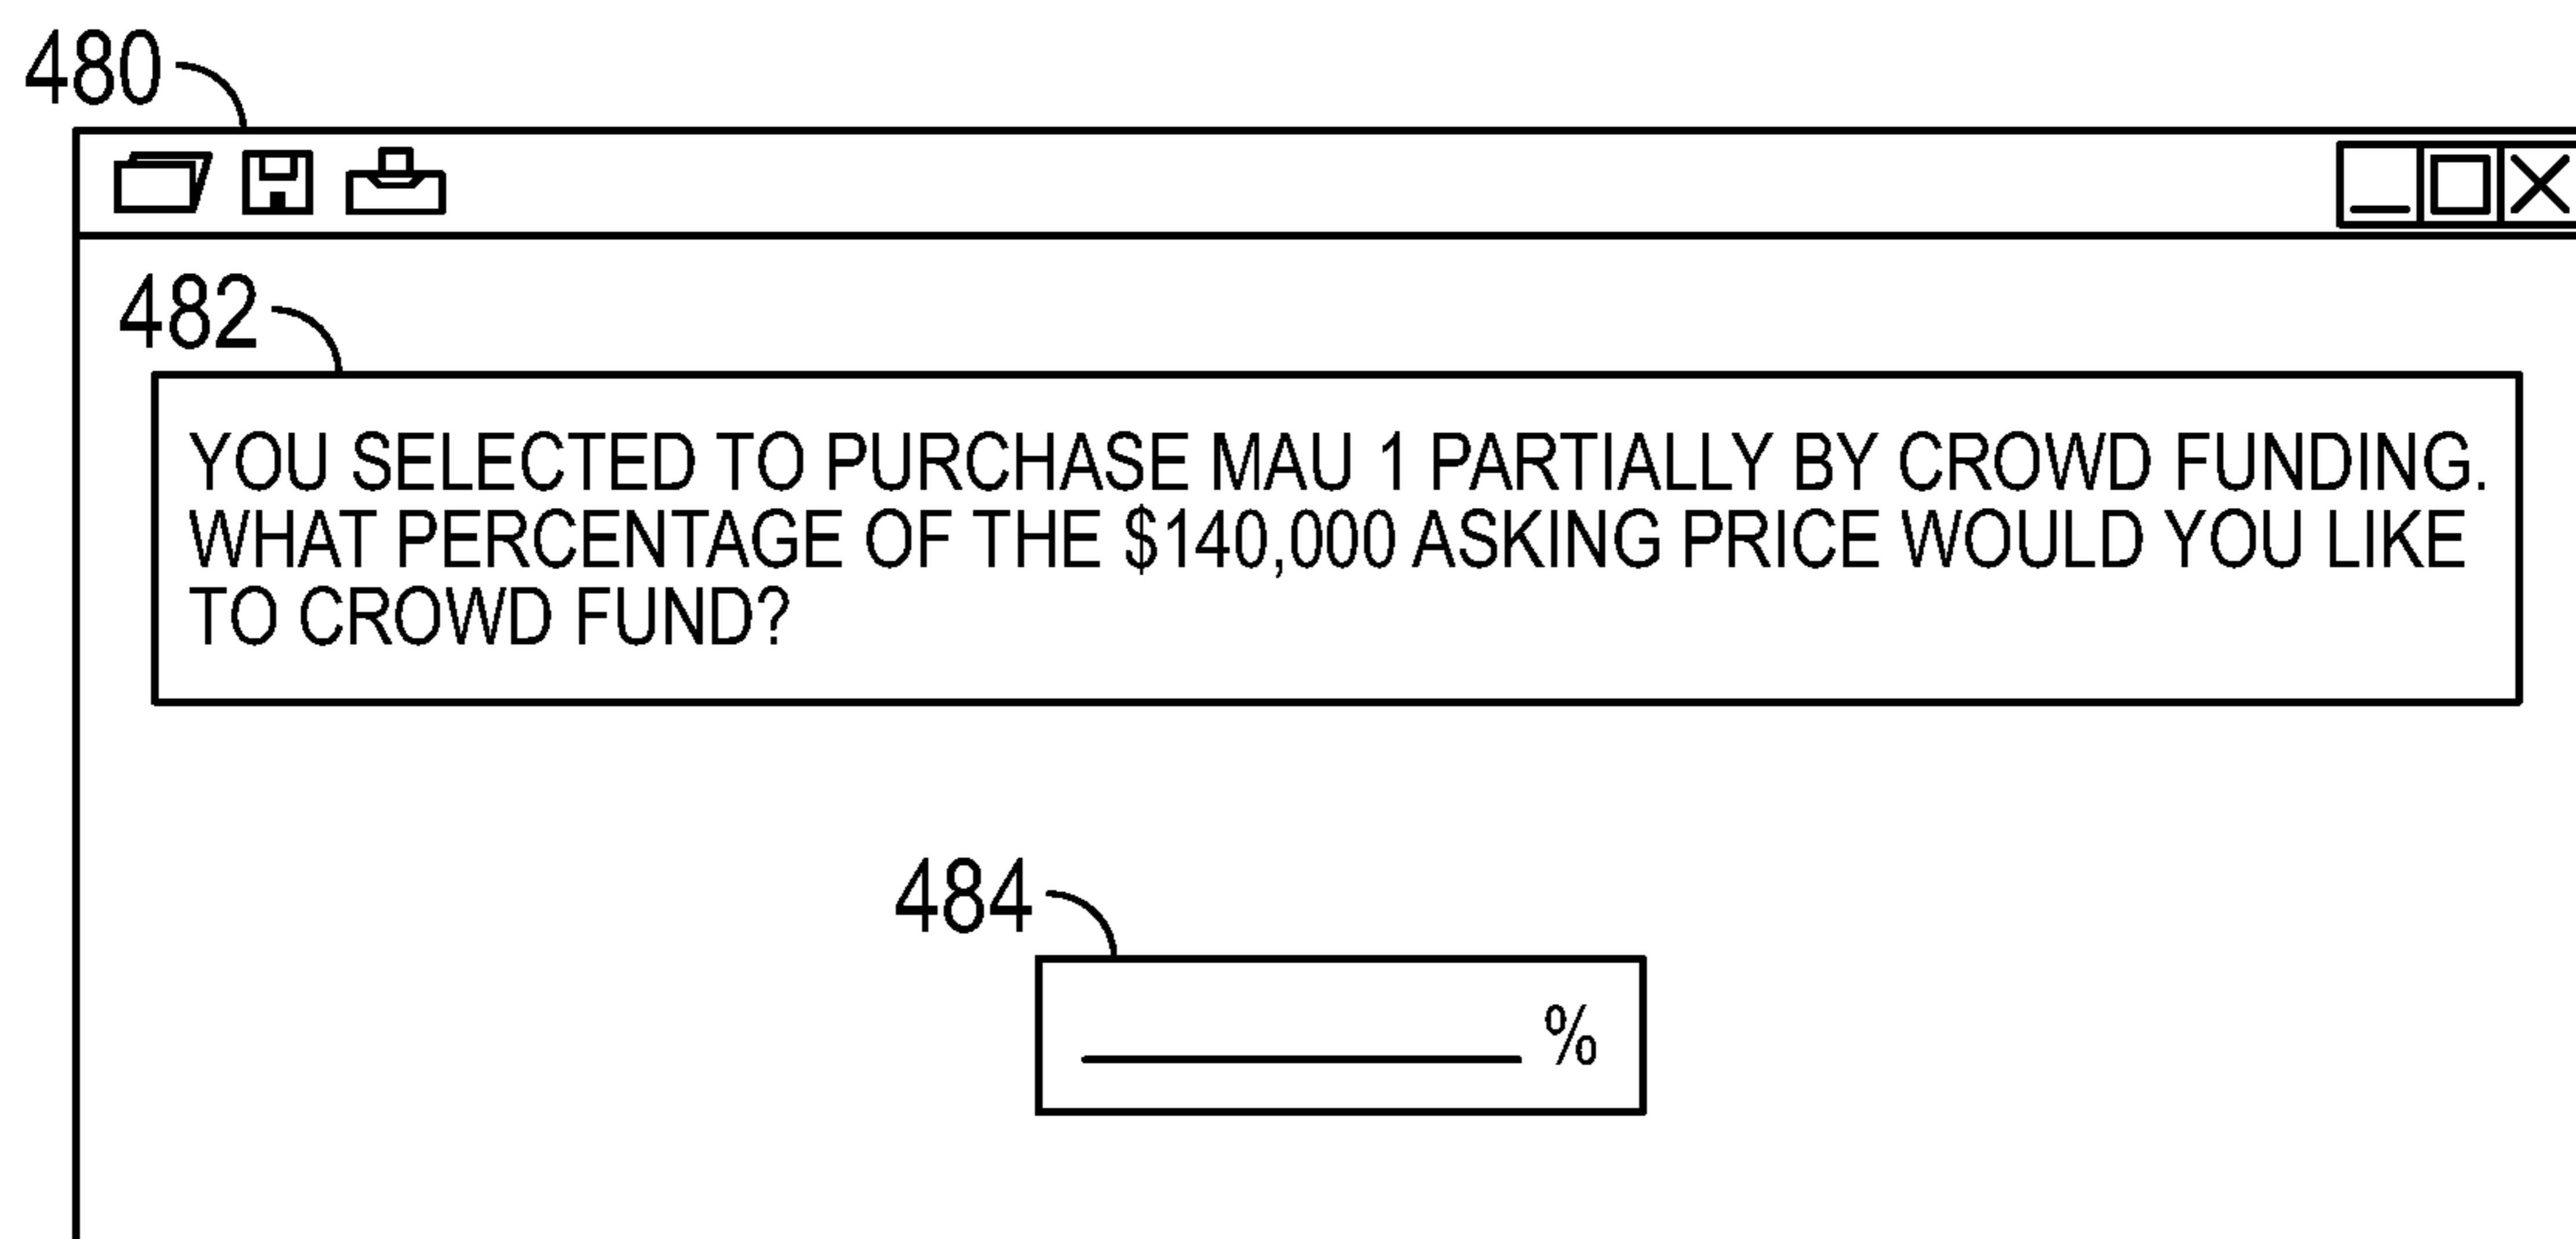 480
482
YOU SELECTED TO PURCHASE MAU 1 PARTIALLY BY CROWD FUNDING.
WHAT PERCENTAGE OF THE $140,000 ASKING PRICE WOULD YOU LIKE
TO CROWD FUND?
484
%